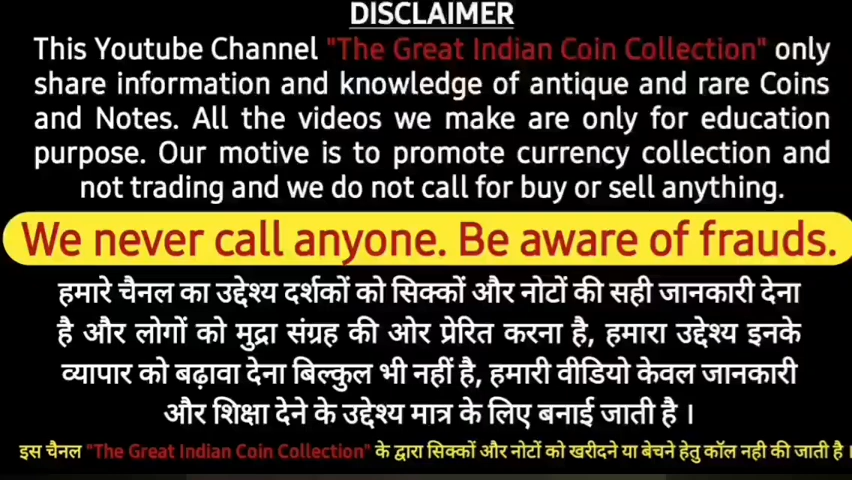 DISCLAIMER
This Youtube Channel "The Great Indian Coin Collection" only
share information and knowledge of antique and rare Coins
and Notes. All the videos we make are only for education
purpose. Our motive is to promote currency collection and
not trading and we do not call for buy or sell anything.
We never call anyone. Be aware of frauds.
हमारे चैनल का उद्देश्य दर्शकों को सिक्कों और नोटों की सही जानकारी देना
है और लोगों को मुद्रा संग्रह की ओर प्रेरित करना है, हमारा उद्देश्य इनके
व्यापार को बढ़ावा देना बिल्कुल भी नहीं है, हमारी वीडियो केवल जानकारी
और शिक्षा देने के उद्देश्य मात्र के लिए बनाई जाती है ।
इस चैनल "The Great Indian Coin Collection" के द्वारा सिक्कों और नोटों को खरीदने या बेचने हेतु कॉल नही की जाती है ।